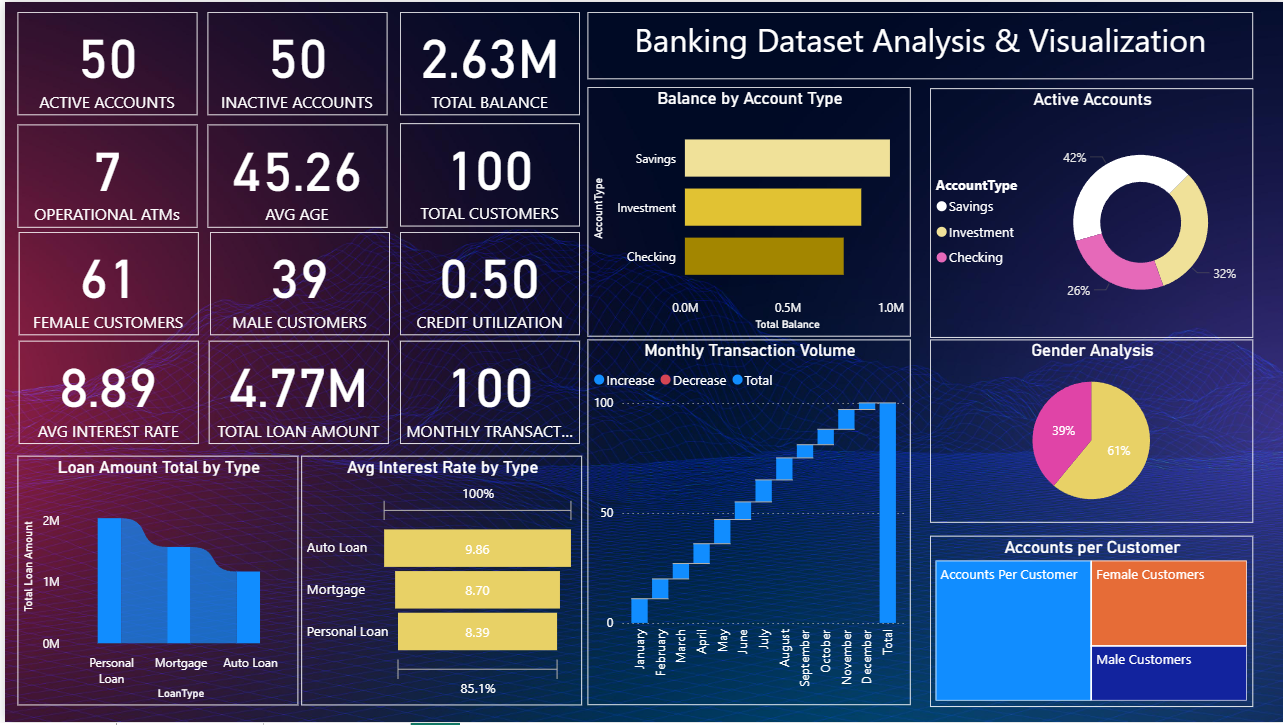 50
ACTIVE ACCOUNTS
50
INACTIVE ACCOUNTS
2.63M
TOTAL BALANCE
7
OPERATIONAL ATMs
45.26
AVG AGE
100
TOTAL CUSTOMERS
61
FEMALE CUSTOMERS
39
MALE CUSTOMERS
0.50
CREDIT UTILIZATION
8.89
AVG INTEREST RATE
4.77M
TOTAL LOAN AMOUNT
100
MONTHLY TRANSACT...
Banking Dataset Analysis & Visualization
Balance by Account Type
AccountType
Savings
Investment
Checking
0.0M
0.5M
1.0M
Total Balance
Active Accounts
AccountType
Savings
Investment
Checking
42%
32%
26%
Monthly Transaction Volume
Increase
Decrease
Total
100
50
0
January
February
March
April
May
June
July
August
September
October
November
December
Total
Gender Analysis
39%
61%
Loan Amount Total by Type
Total Loan Amount
2M
1M
0M
Personal
Loan
Mortgage
Auto Loan
LoanType
Avg Interest Rate by Type
100%
Auto Loan
9.86
Mortgage
8.70
Personal Loan
8.39
85.1%
Accounts per Customer
Accounts Per Customer
Female Customers
Male Customers